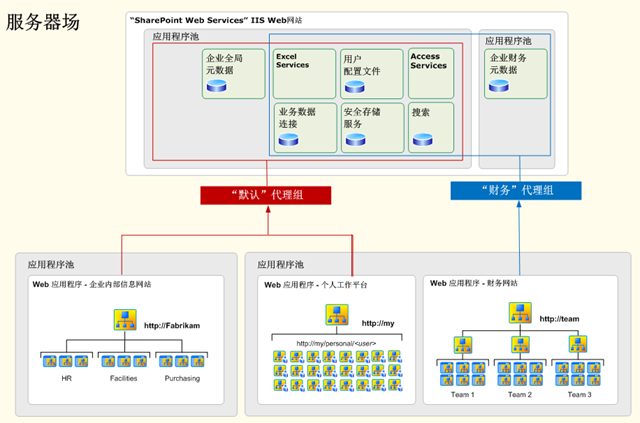 服务器场
“SharePoint Web Services” IIS Web网站
应用程序池
应用程序池
企业全局
元数据
Excel
Services
用户
配置文件
Access
Services
企业财务
元数据
业务数据
连接
安全存储
服务
搜索
“默认”代理组
“财务”代理组
应用程序池
应用程序池
Web 应用程序 - 企业内部信息网站
Web 应用程序 - 个人工作平台
Web 应用程序 - 财务网站
http://Fabrikam
http://my
http://team
http://my/personal/<user>
HR
Facilities
Purchasing
Team 1
Team 2
Team 3